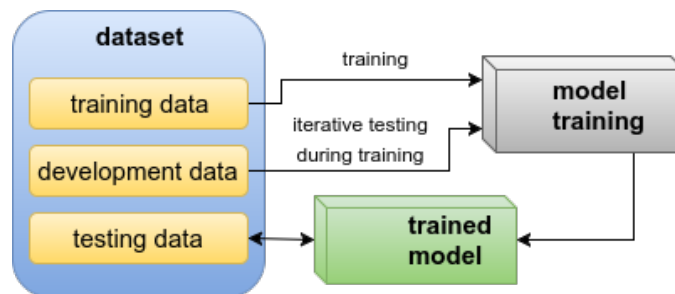 dataset
training data
development data
testing data
training
iterative testing
during training
model
training
trained
model